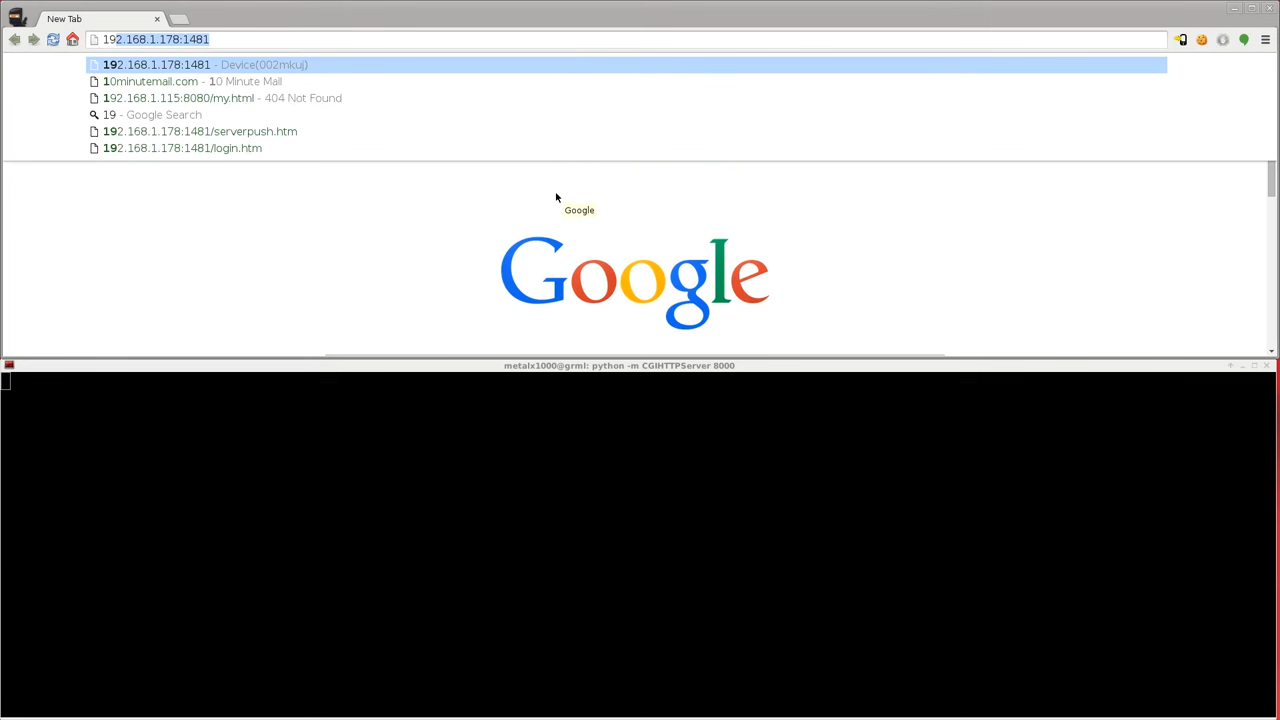 New Tab
192.168.1.178:1481
192.168.1.178:1481 - Device(002mkuj)
10minutemail.com - 10 Minute Mail
192.168.1.115:8080/my.html - 404 Not Found
19 - Google Search
192.168.1.178:1481/serverpush.htm
192.168.1.178:1481/login.htm
Google
Google
metalx1000@grml: python -m CGIHTTPServer 8000